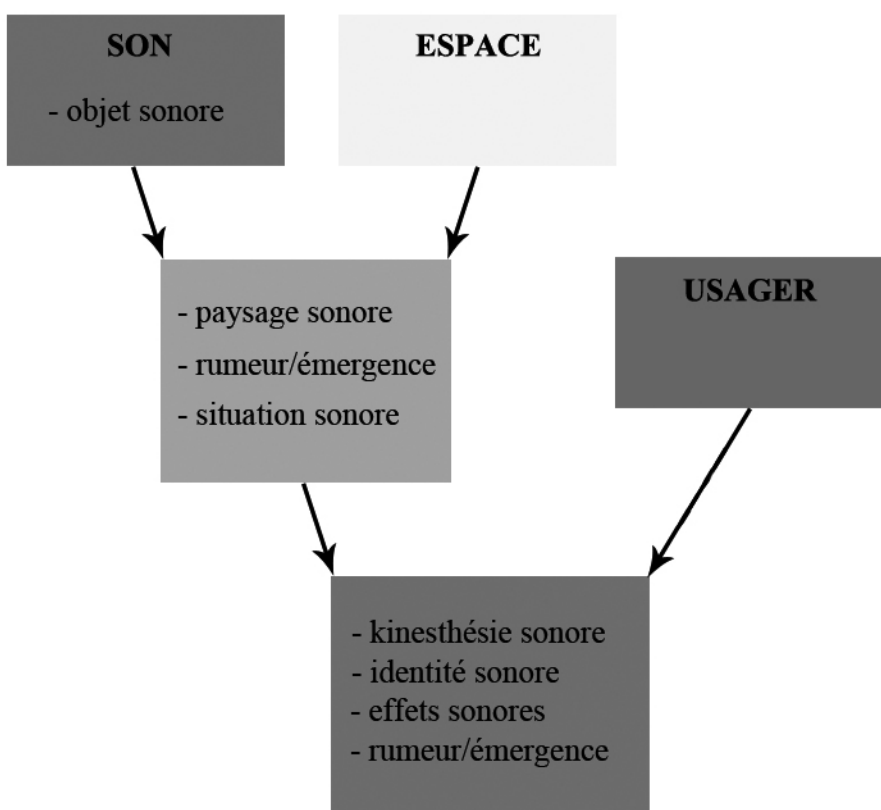 SON
- objet sonore
ESPACE
- paysage sonore
- rumeur/émergence
- situation sonore
USAGER
- kinesthésie sonore
- identité sonore
- effets sonores
- rumeur/émergence